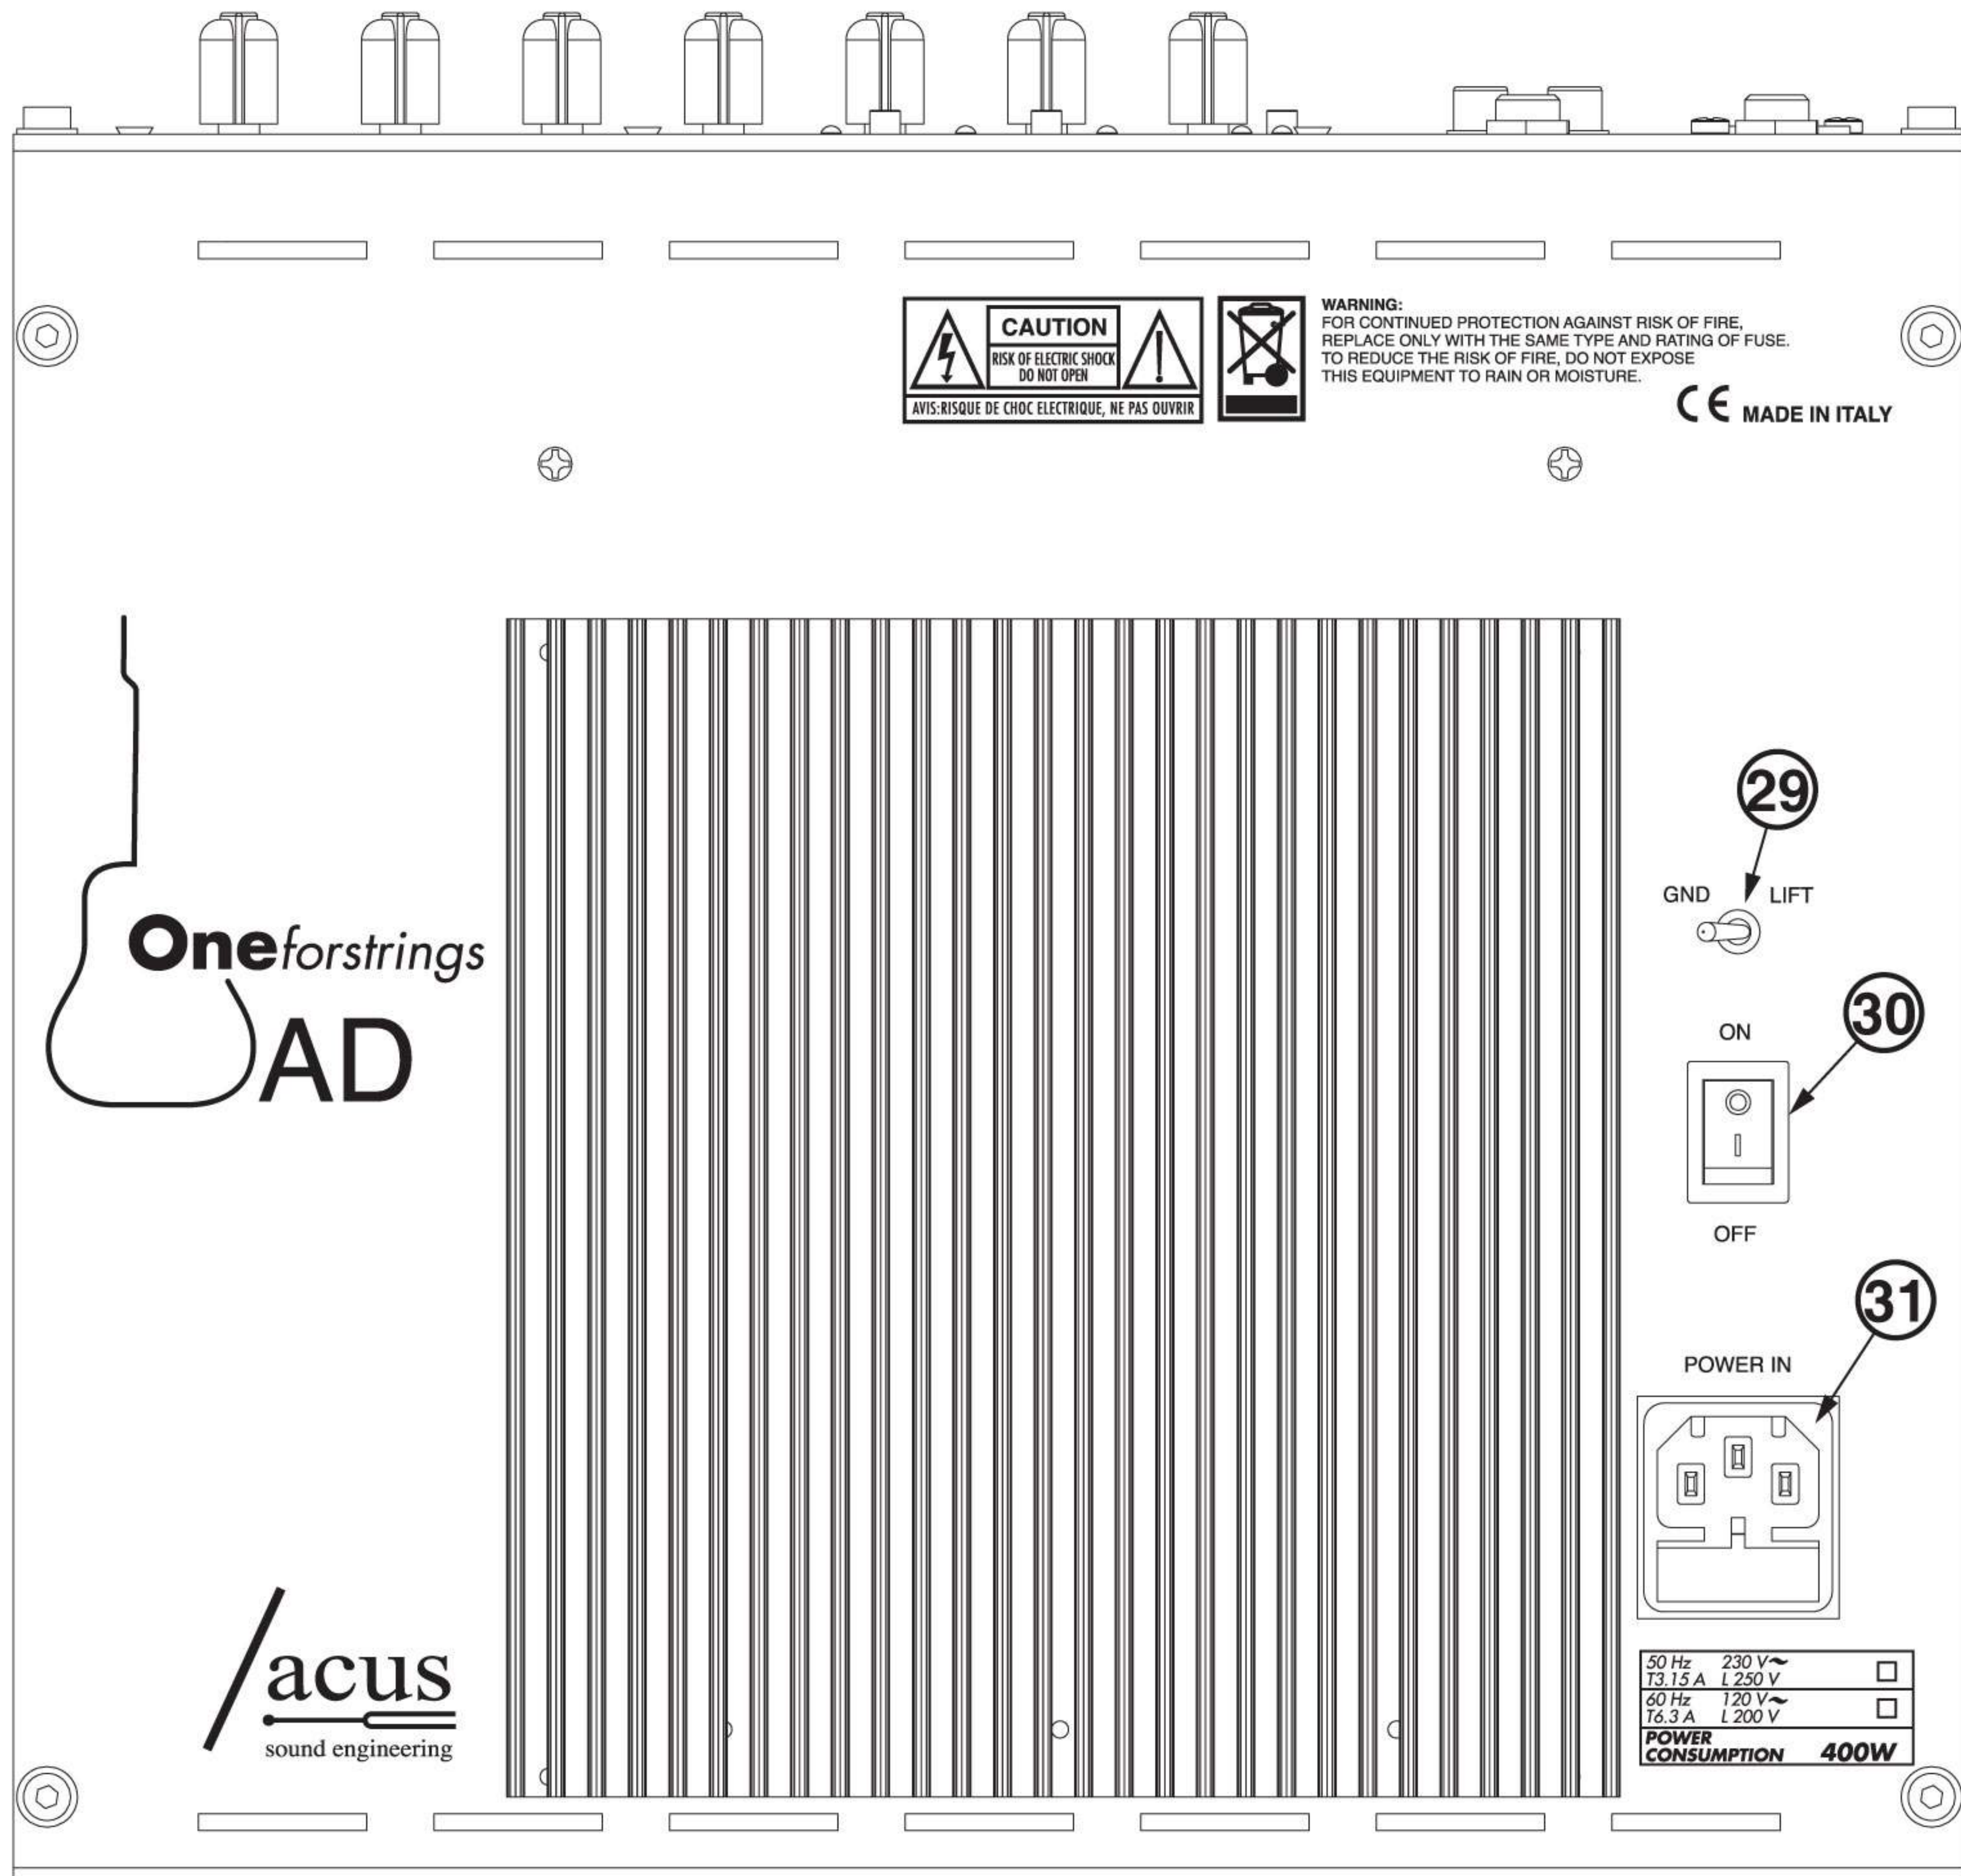 CAUTION
RISK OF ELECTRIC SHOCK
DO NOT OPEN
AVIS:RISQUE DE CHOC ELECTRIQUE, NE PAS OUVRIR
WARNING:
FOR CONTINUED PROTECTION AGAINST RISK OF FIRE,
REPLACE ONLY WITH THE SAME TYPE AND RATING OF FUSE.
TO REDUCE THE RISK OF FIRE, DO NOT EXPOSE
THIS EQUIPMENT TO RAIN OR MOISTURE.
CE MADE IN ITALY
Oneforstrings
AD
29
GND LIFT
30
ON
OFF
31
POWER IN
acus
sound engineering
50 Hz 230 V~
T3.15 A L 250 V
60 Hz 120 V~
T6.3 A L 200 V
POWER
CONSUMPTION 400W